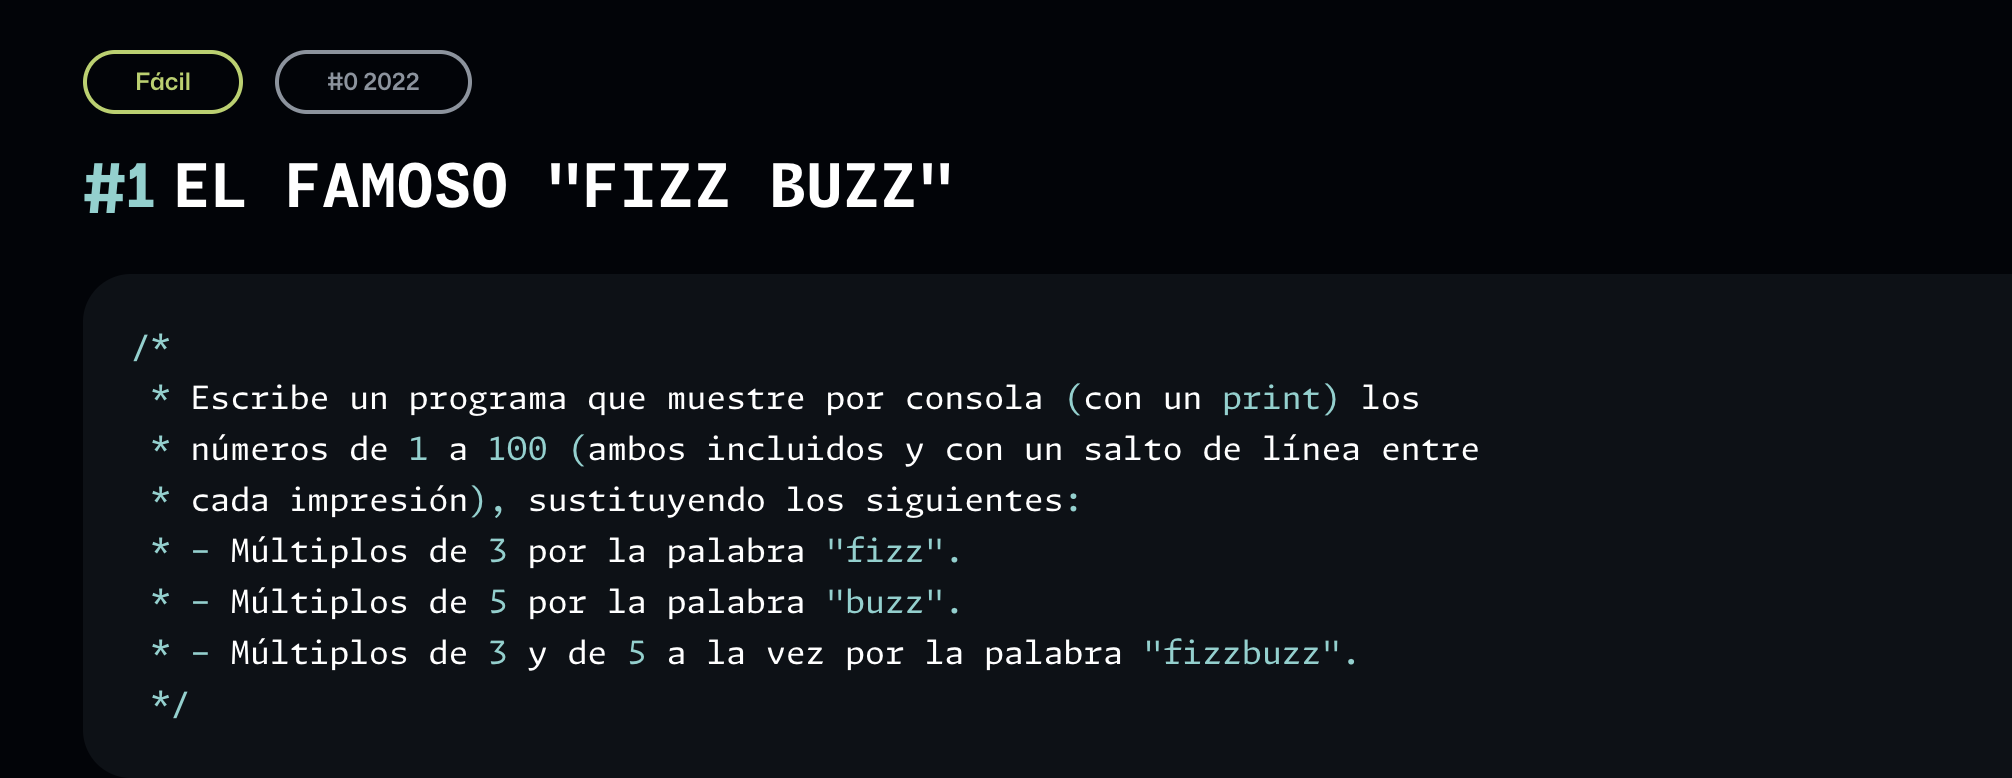 Fácil
#0 2022
#1 EL FAMOSO "FIZZ BUZZ"
/*
* Escribe un programa que muestre por consola (con un print) los
* números de 1 a 100 (ambos incluidos y con un salto de línea entre
* cada impresión), sustituyendo los siguientes:
* - Múltiplos de 3 por la palabra "fizz".
* - Múltiplos de 5 por la palabra "buzz".
* - Múltiplos de 3 y de 5 a la vez por la palabra "fizzbuzz".
*/